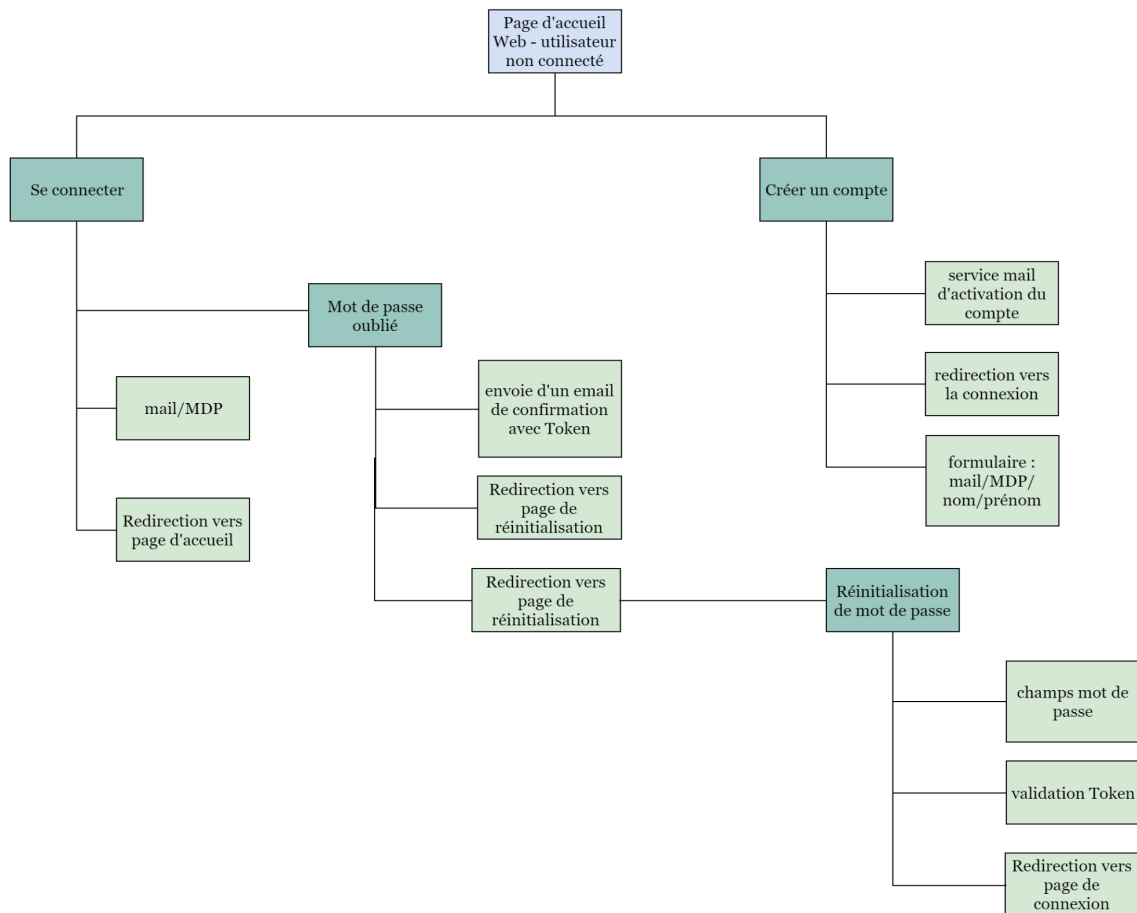 Page d'accueil
Web - utilisateur
non connecté
Se connecter
Créer un compte
service mail
d'activation du
compte
Mot de passe
oublié
redirection vers
la connexion
envoie d'un email
de confirmation
avec Token
mail/MDP
formulaire :
mail/MDP/
nom/prénom
Redirection vers
page de
réinitialisation
Redirection vers
page d'accueil
Redirection vers
page de
réinitialisation
Réinitialisation
de mot de passe
champs mot de
passe
validation Token
Redirection vers
page de
connexion